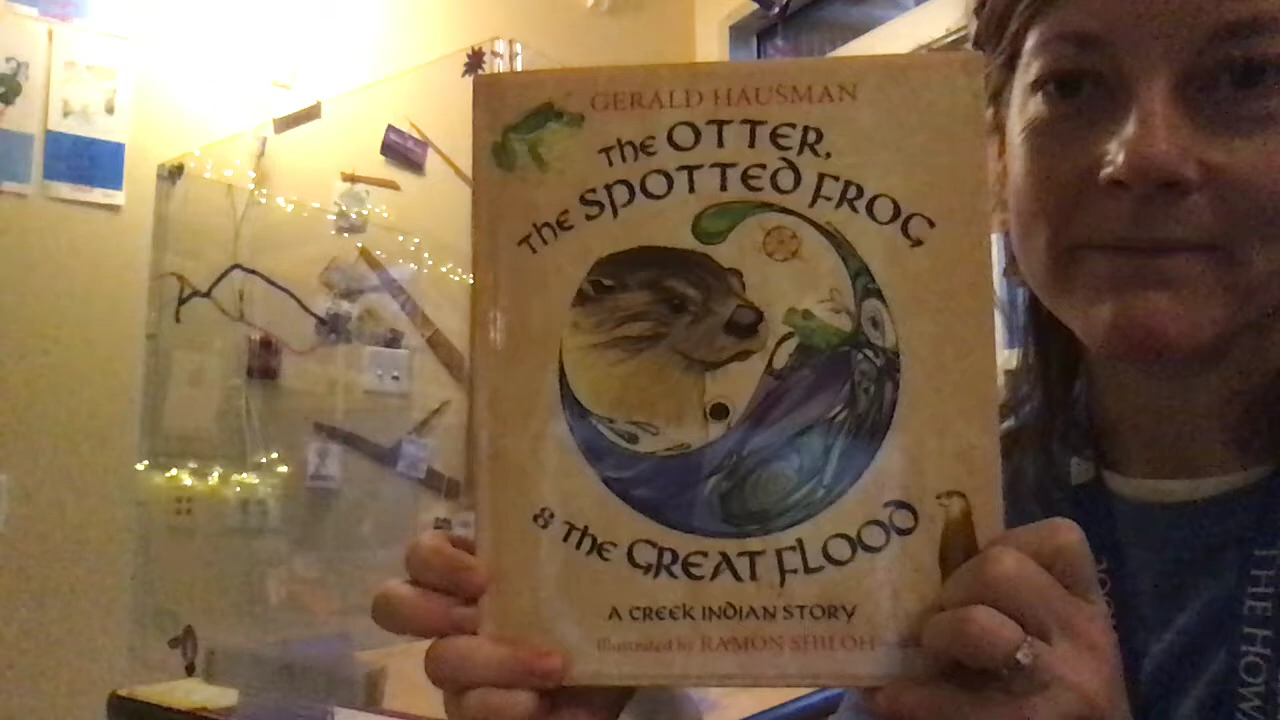 GERALD HAUSMAN
The OTTER,
The SPOTTED FROG
& The GREAT FLOOD
A CREEK INDIAN STORY
Illustrated by RAMON SHILOH
THE HOW